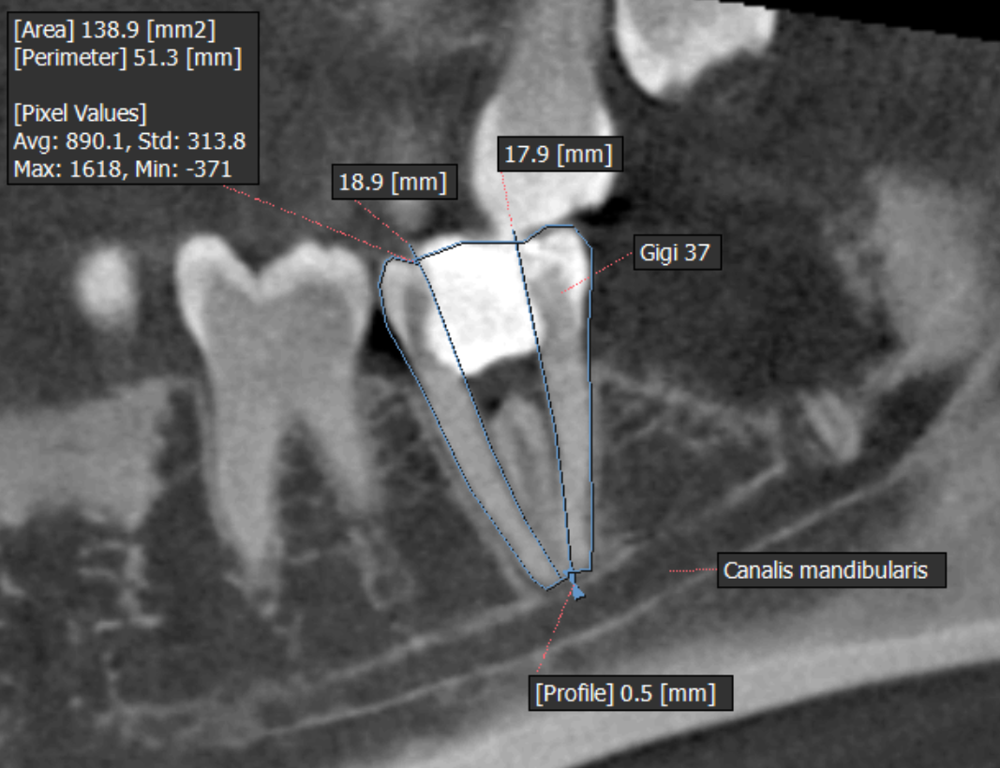 [Area] 138.9 [mm2]
[Perimeter] 51.3 [mm]
[Pixel Values]
Avg: 890.1, Std: 313.8
Max: 1618, Min: -371
18.9 [mm]
17.9 [mm]
Gigi 37
Canalis mandibularis
[Profile] 0.5 [mm]